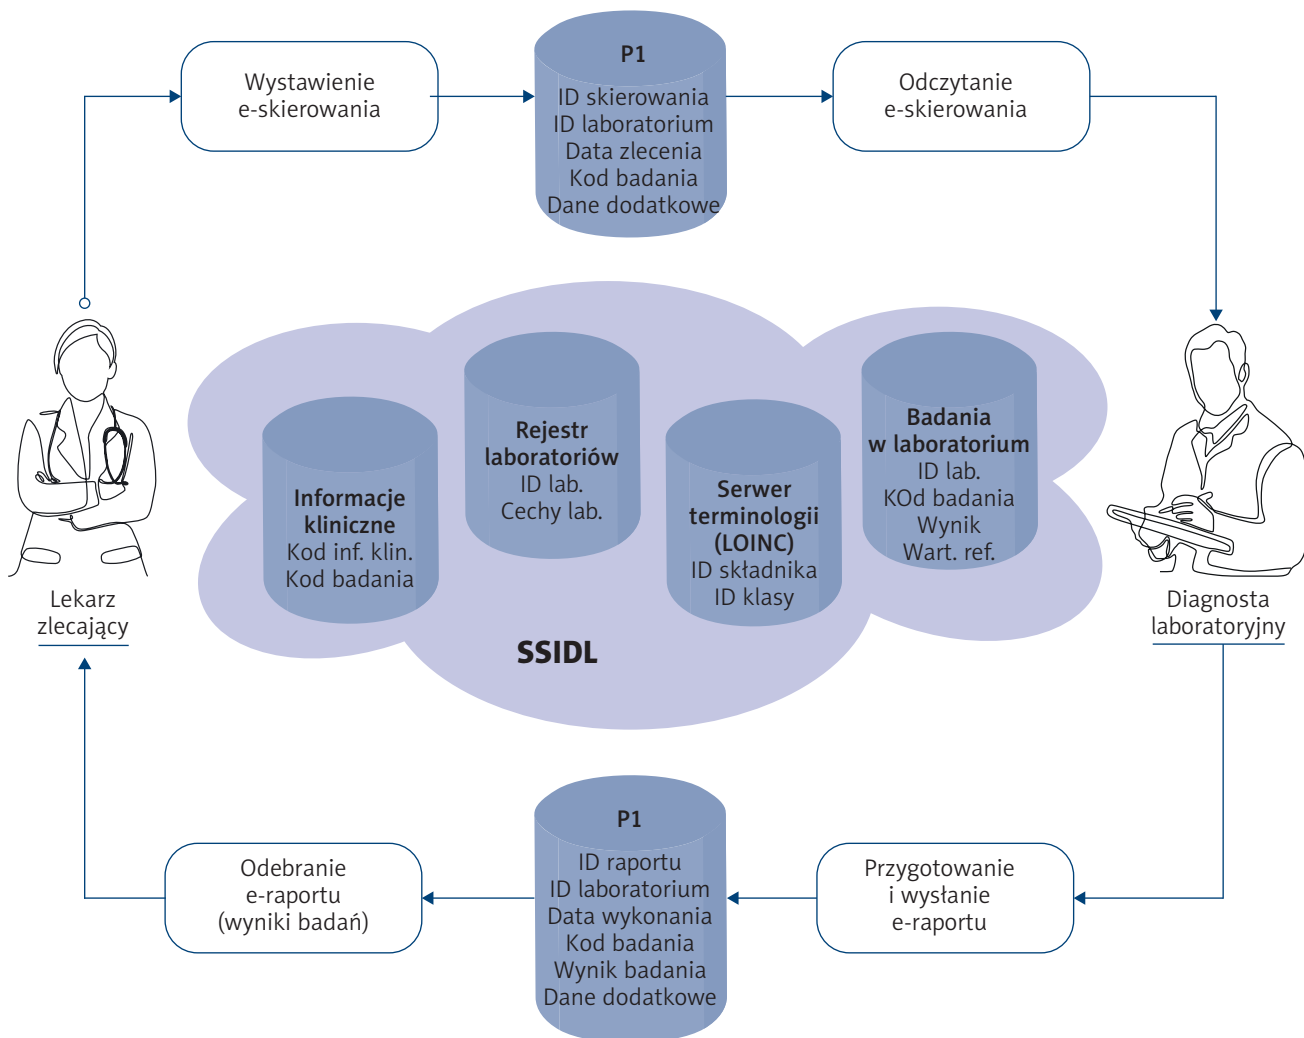 Wystawienie
e-skierowania
P1
ID skierowania
ID laboratorium
Data zlecenia
Kod badania
Dane dodatkowe
Odczytanie
e-skierowania
Informacje
kliniczne
Kod inf. klin.
Kod badania
Rejestr
laboratoriów
ID lab.
Cechy lab.
Serwer
terminologii
(LOINC)
ID składnika
ID klasy
Badania
w laboratorium
ID lab.
KOd badania
Wynik
Wart. ref.
SSIDL
Lekarz
zlecający
Diagnosta
laboratoryjny
Odebranie
e-raportu
(wyniki badań)
P1
ID raportu
ID laboratorium
Data wykonania
Kod badania
Wynik badania
Dane dodatkowe
Przygotowanie
i wysłanie
e-raportu